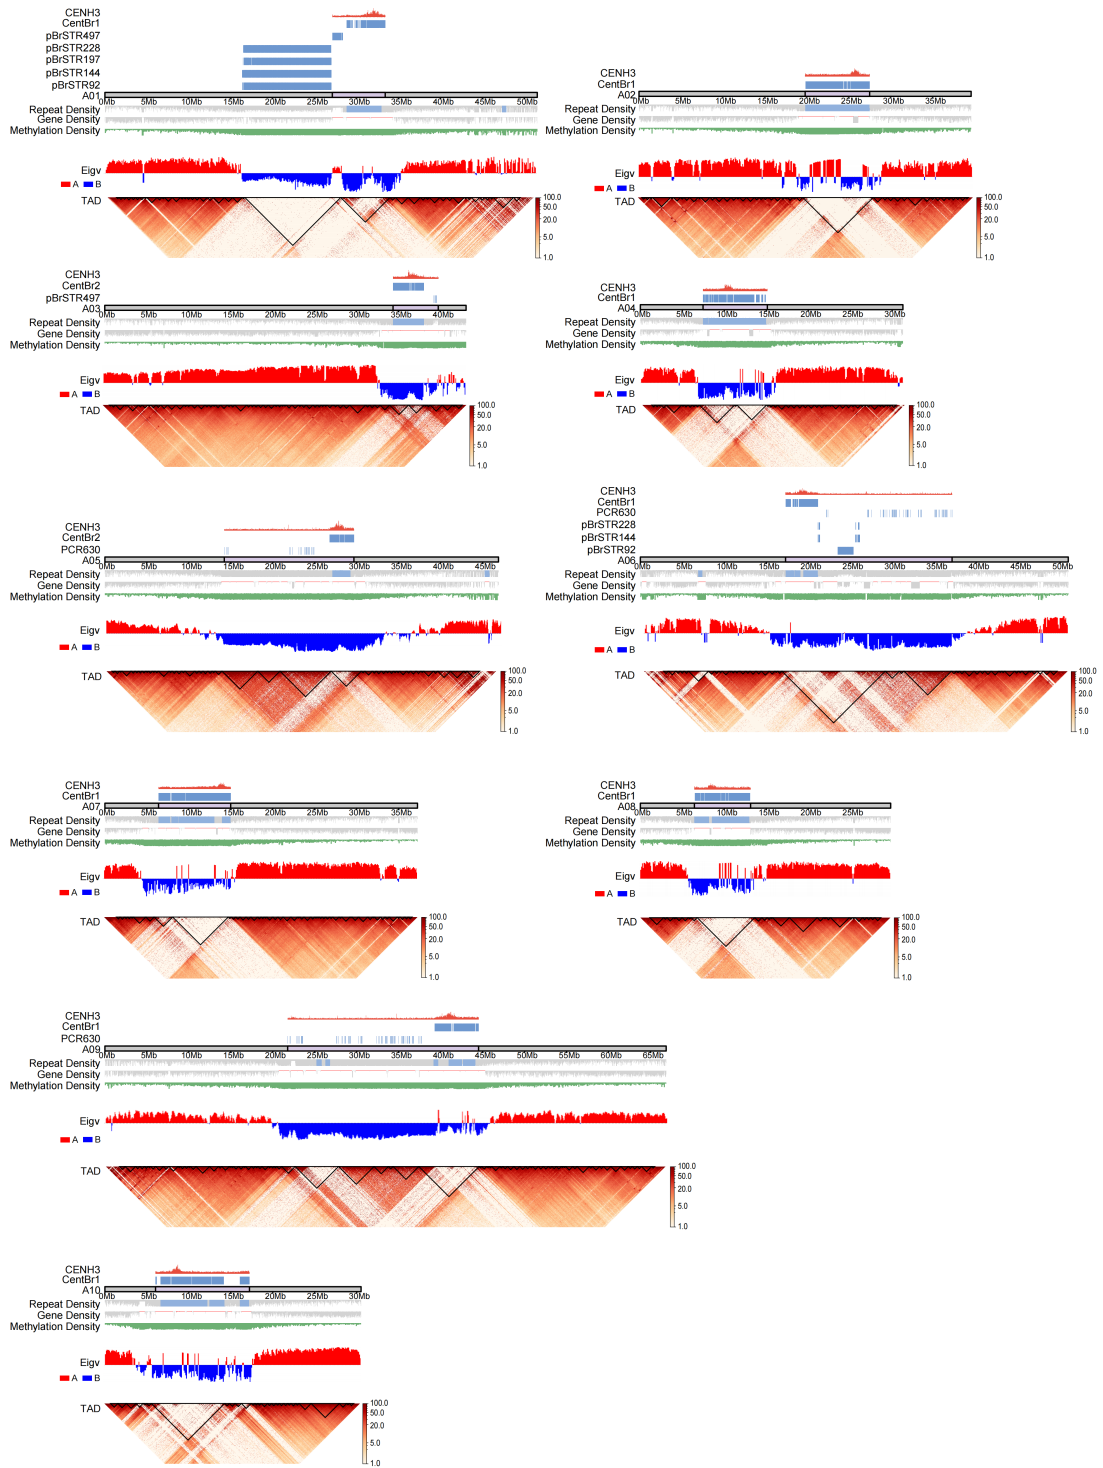 CENH3
CentBr1
pBrSTR497
pBrSTR228
pBrSTR197
pBrSTR144
pBrSTR92
A01
0Mb 5Mb 10Mb 15Mb 20Mb 25Mb 30Mb 35Mb 40Mb 45Mb 50Mb
Repeat Density
Gene Density
Methylation Density
Eigv
A B
TAD
100.0
50.0
20.0
5.0
1.0
CENH3
CentBr1
A02
0Mb 5Mb 10Mb 15Mb 20Mb 25Mb 30Mb 35Mb
Repeat Density
Gene Density
Methylation Density
Eigv
A B
TAD
100.0
50.0
20.0
5.0
1.0
CENH3
CentBr2
pBrSTR497
A03
0Mb 5Mb 10Mb 15Mb 20Mb 25Mb 30Mb 35Mb 40Mb
Repeat Density
Gene Density
Methylation Density
Eigv
A B
TAD
100.0
50.0
20.0
5.0
1.0
CENH3
CentBr1
A04
0Mb 5Mb 10Mb 15Mb 20Mb 25Mb 30Mb
Repeat Density
Gene Density
Methylation Density
Eigv
A B
TAD
100.0
50.0
20.0
5.0
1.0
CENH3
CentBr2
PCR630
A05
0Mb 5Mb 10Mb 15Mb 20Mb 25Mb 30Mb 35Mb 40Mb 45Mb
Repeat Density
Gene Density
Methylation Density
Eigv
A B
TAD
100.0
50.0
20.0
5.0
1.0
CENH3
CentBr1
PCR630
pBrSTR228
pBrSTR144
pBrSTR92
A06
0Mb 5Mb 10Mb 15Mb 20Mb 25Mb 30Mb 35Mb 40Mb 45Mb 50Mb
Repeat Density
Gene Density
Methylation Density
Eigv
A B
TAD
100.0
50.0
20.0
5.0
1.0
CENH3
CentBr1
A07
0Mb 5Mb 10Mb 15Mb 20Mb 25Mb 30Mb 35Mb
Repeat Density
Gene Density
Methylation Density
Eigv
A B
TAD
100.0
50.0
20.0
5.0
1.0
CENH3
CentBr1
A08
0Mb 5Mb 10Mb 15Mb 20Mb 25Mb
Repeat Density
Gene Density
Methylation Density
Eigv
A B
TAD
100.0
50.0
20.0
5.0
1.0
CENH3
CentBr1
PCR630
A09
0Mb 5Mb 10Mb 15Mb 20Mb 25Mb 30Mb 35Mb 40Mb 45Mb 50Mb 55Mb 60Mb 65Mb
Repeat Density
Gene Density
Methylation Density
Eigv
A B
TAD
100.0
50.0
20.0
5.0
1.0
CENH3
CentBr1
A10
0Mb 5Mb 10Mb 15Mb 20Mb 25Mb 30Mb
Repeat Density
Gene Density
Methylation Density
Eigv
A B
TAD
100.0
50.0
20.0
5.0
1.0